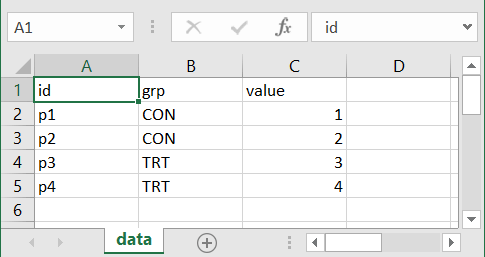 A1 fx id
A B C D
1 id grp value
2 p1 CON 1
3 p2 CON 2
4 p3 TRT 3
5 p4 TRT 4
6
data